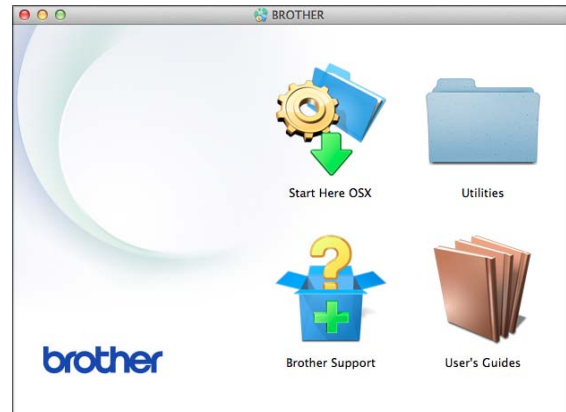 BROTHER
Start Here OSX
Utilities
Brother Support
User's Guides
brother